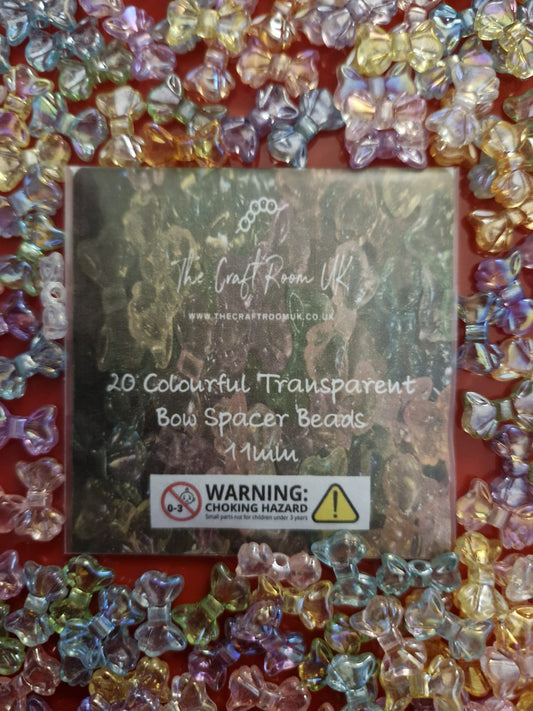 The Craft Room UK
WWW.THECRAFTROOMUK.CO.UK
20 Colourful Transparent
Bow Spacer Beads
11mm
0-3
WARNING:
CHOKING HAZARD
Small parts not for children under 3 years